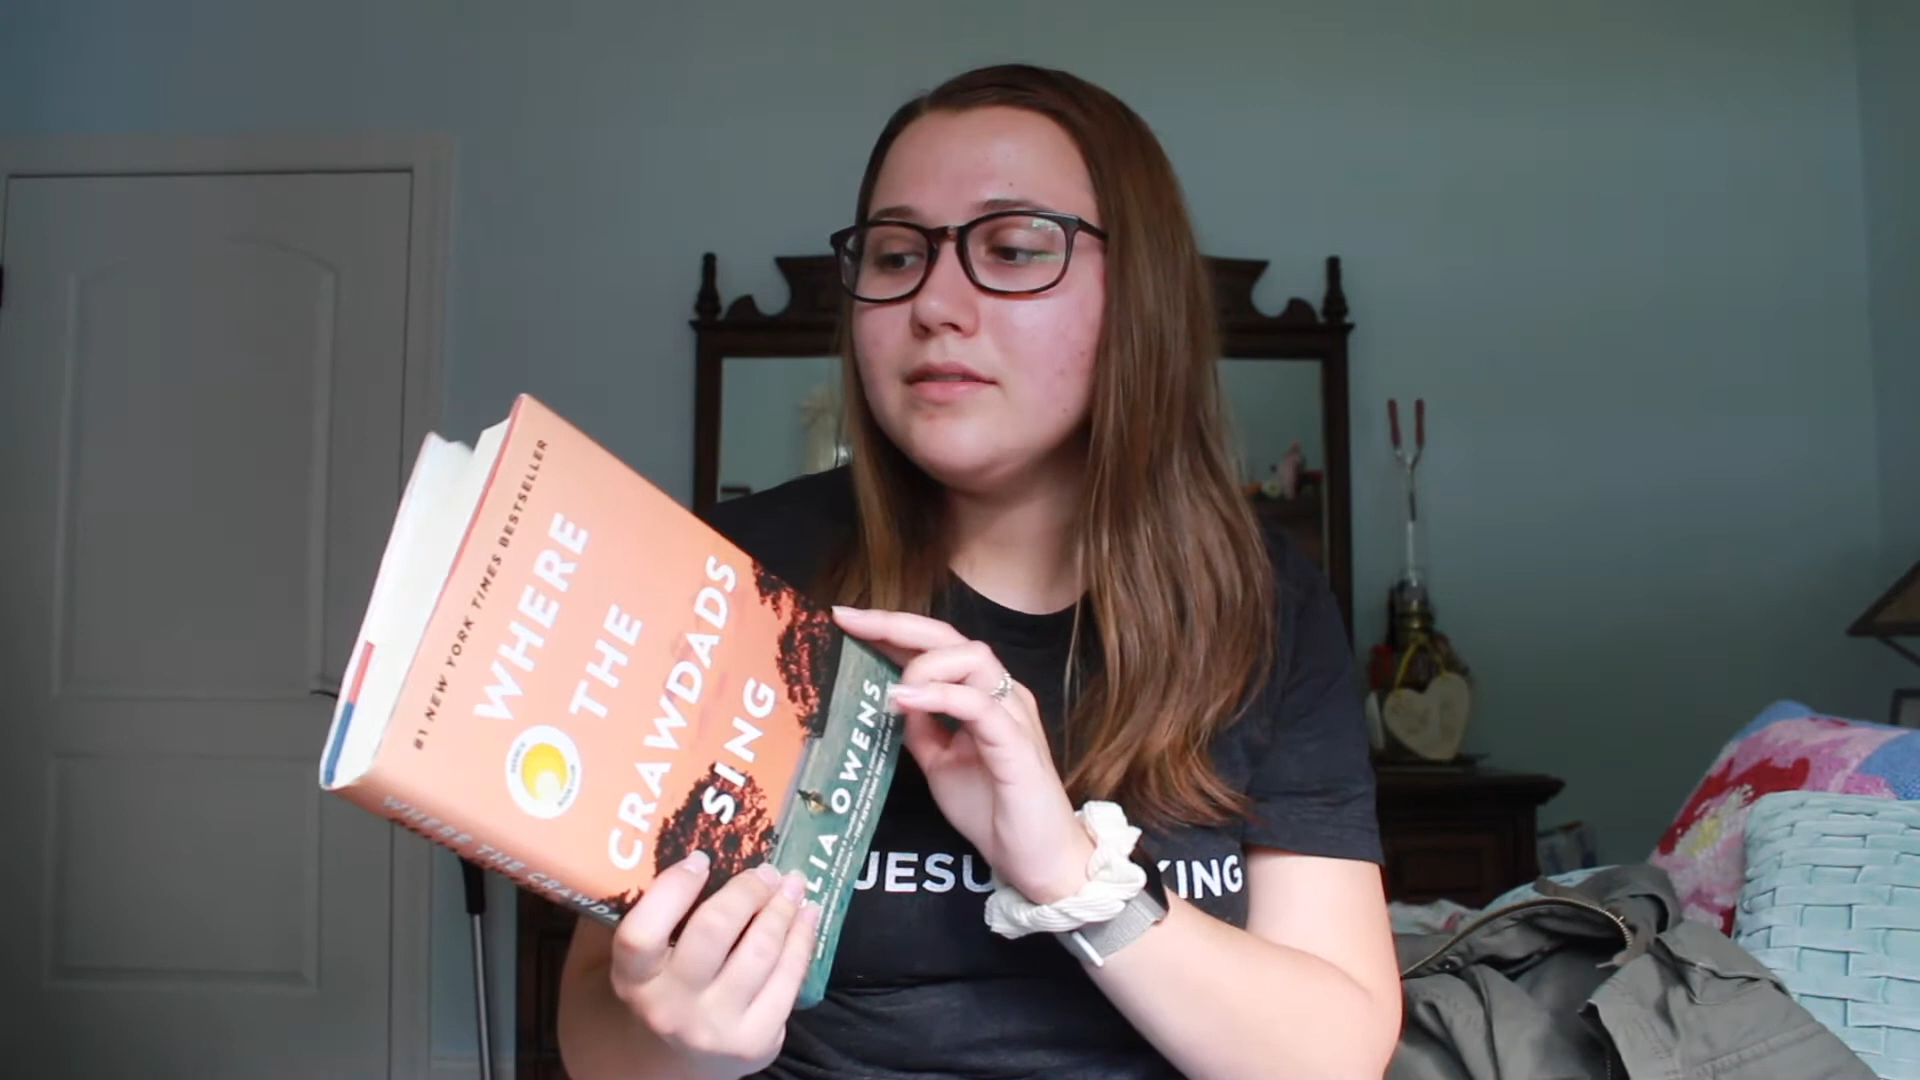 #1 NEW YORK TIMES BESTSELLER
WHERE
THE
CRAWDADS
SING
LIA OWENS
WHERE THE CRAWDA
JESU KING